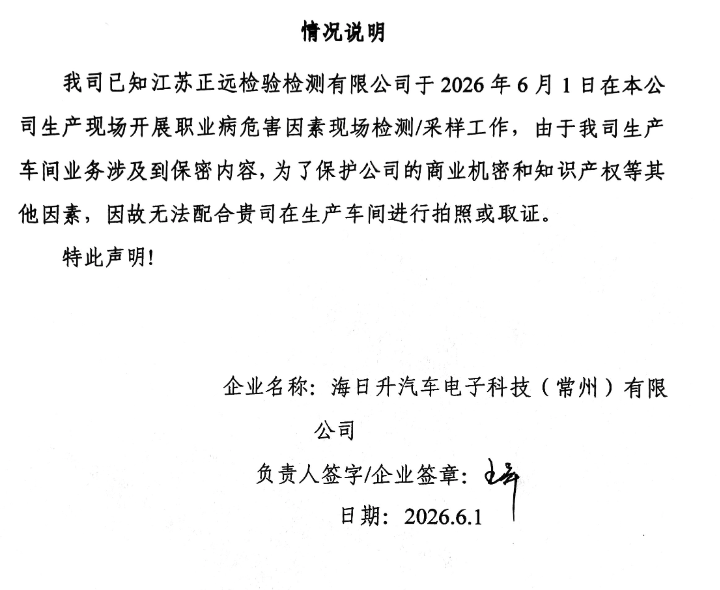 情况说明
我司已知江苏正远检验检测有限公司于 2026 年 6 月 1 日在本公
司生产现场开展职业病危害因素现场检测/采样工作，由于我司生产
车间业务涉及到保密内容，为了保护公司的商业机密和知识产权等其
他因素，因故无法配合贵司在生产车间进行拍照或取证。
特此声明!
企业名称：海日升汽车电子科技（常州）有限
公司
负责人签字/企业签章：
日期：2026.6.1